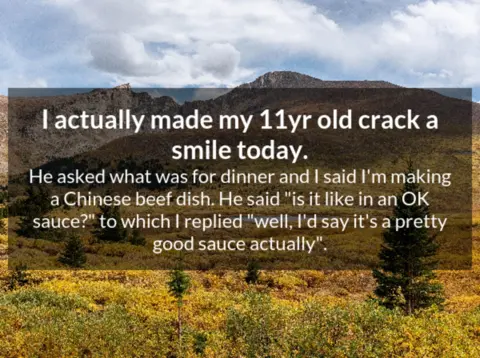 I actually made my 11yr old crack a
smile today.
He asked what was for dinner and I said I'm making
a Chinese beef dish. He said "is it like in an OK
sauce?" to which I replied "well, I'd say it's a pretty
good sauce actually".